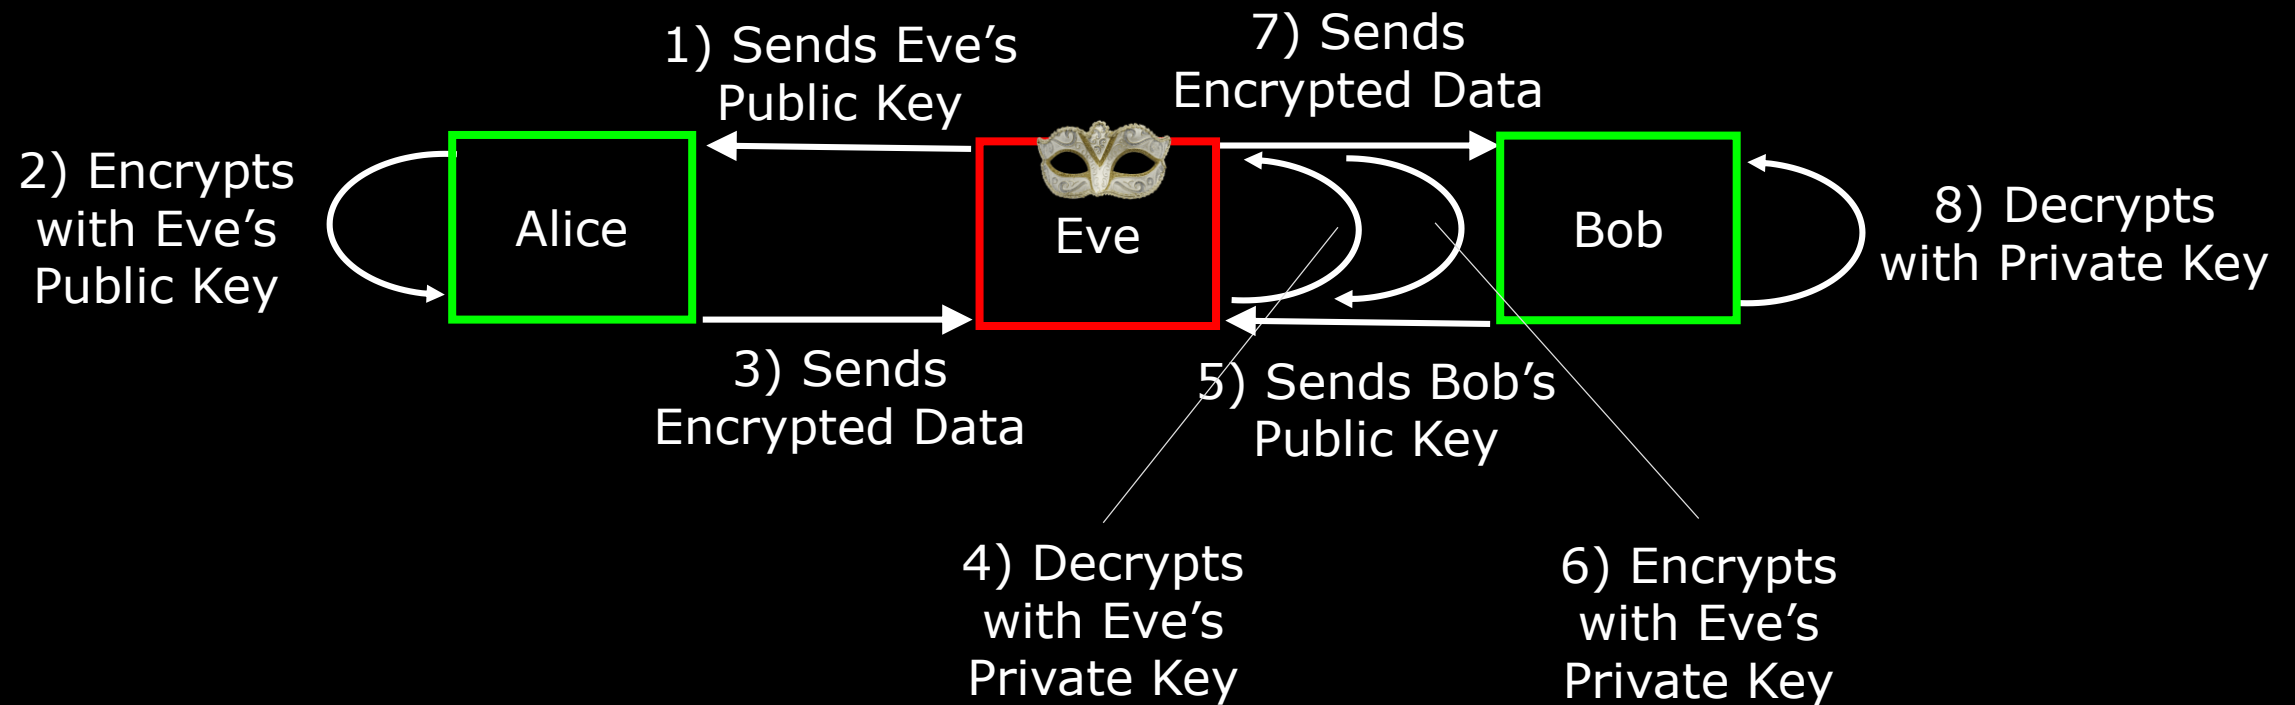 1) Sends Eve’s
Public Key
7) Sends
Encrypted Data
2) Encrypts
with Eve’s
Public Key
Alice
Eve
Bob
8) Decrypts
with Private Key
3) Sends
Encrypted Data
5) Sends Bob’s
Public Key
4) Decrypts
with Eve’s
Private Key
6) Encrypts
with Eve’s
Private Key